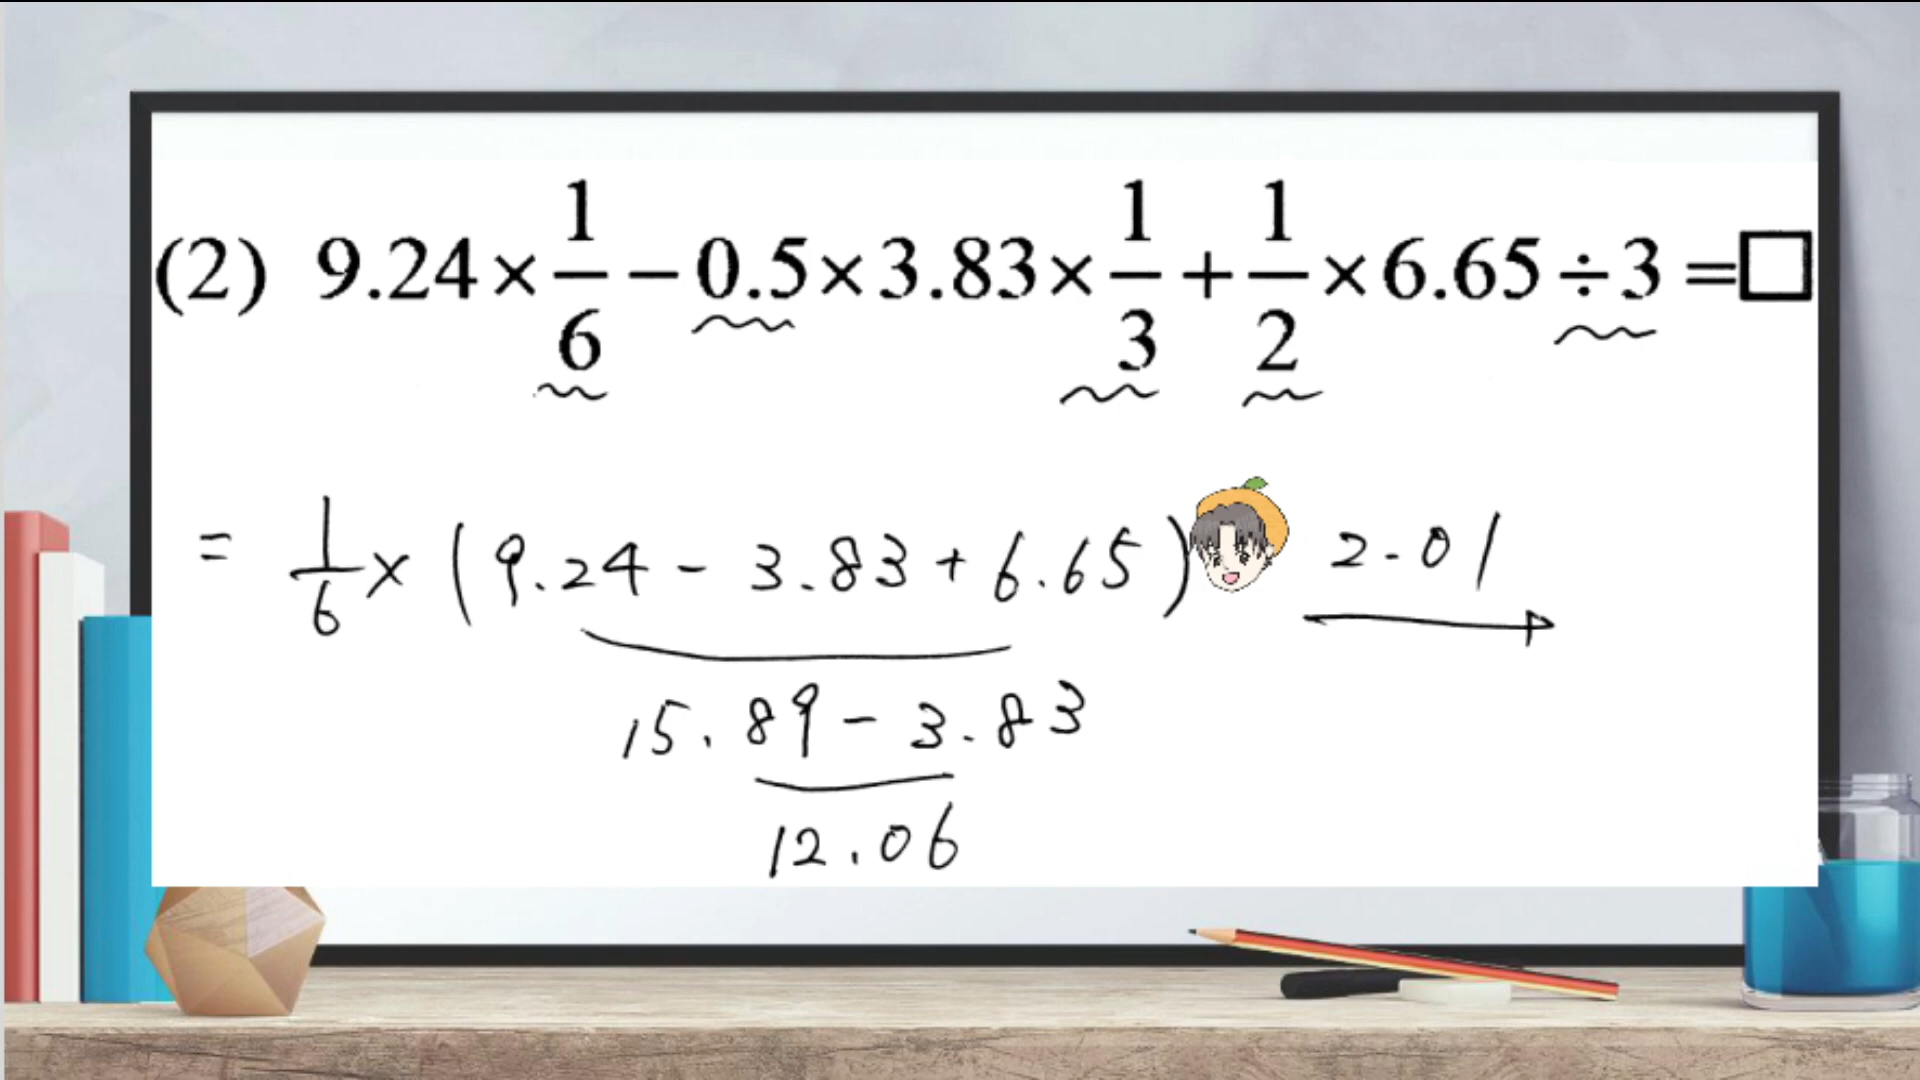 (2) 9.24×1/6−0.5×3.83×1/3+1/2×6.65÷3=□
= 1/6×(9.24-3.83+6.65) 2.01
15.89-3.83
12.06